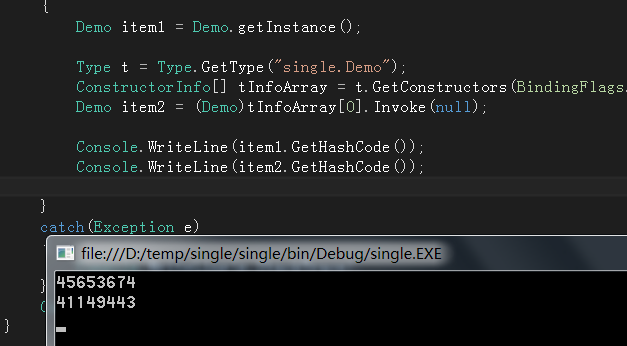 {
Demo item1 = Demo.getInstance();
Type t = Type.GetType("single.Demo");
ConstructorInfo[] tInfoArray = t.GetConstructors(BindingFlags.
Demo item2 = (Demo)tInfoArray[0].Invoke(null);
Console.WriteLine(item1.GetHashCode());
Console.WriteLine(item2.GetHashCode());
}
catch(Exception e)
file:///D:/temp/single/single/bin/Debug/single.EXE
}
45653674
41149443
}